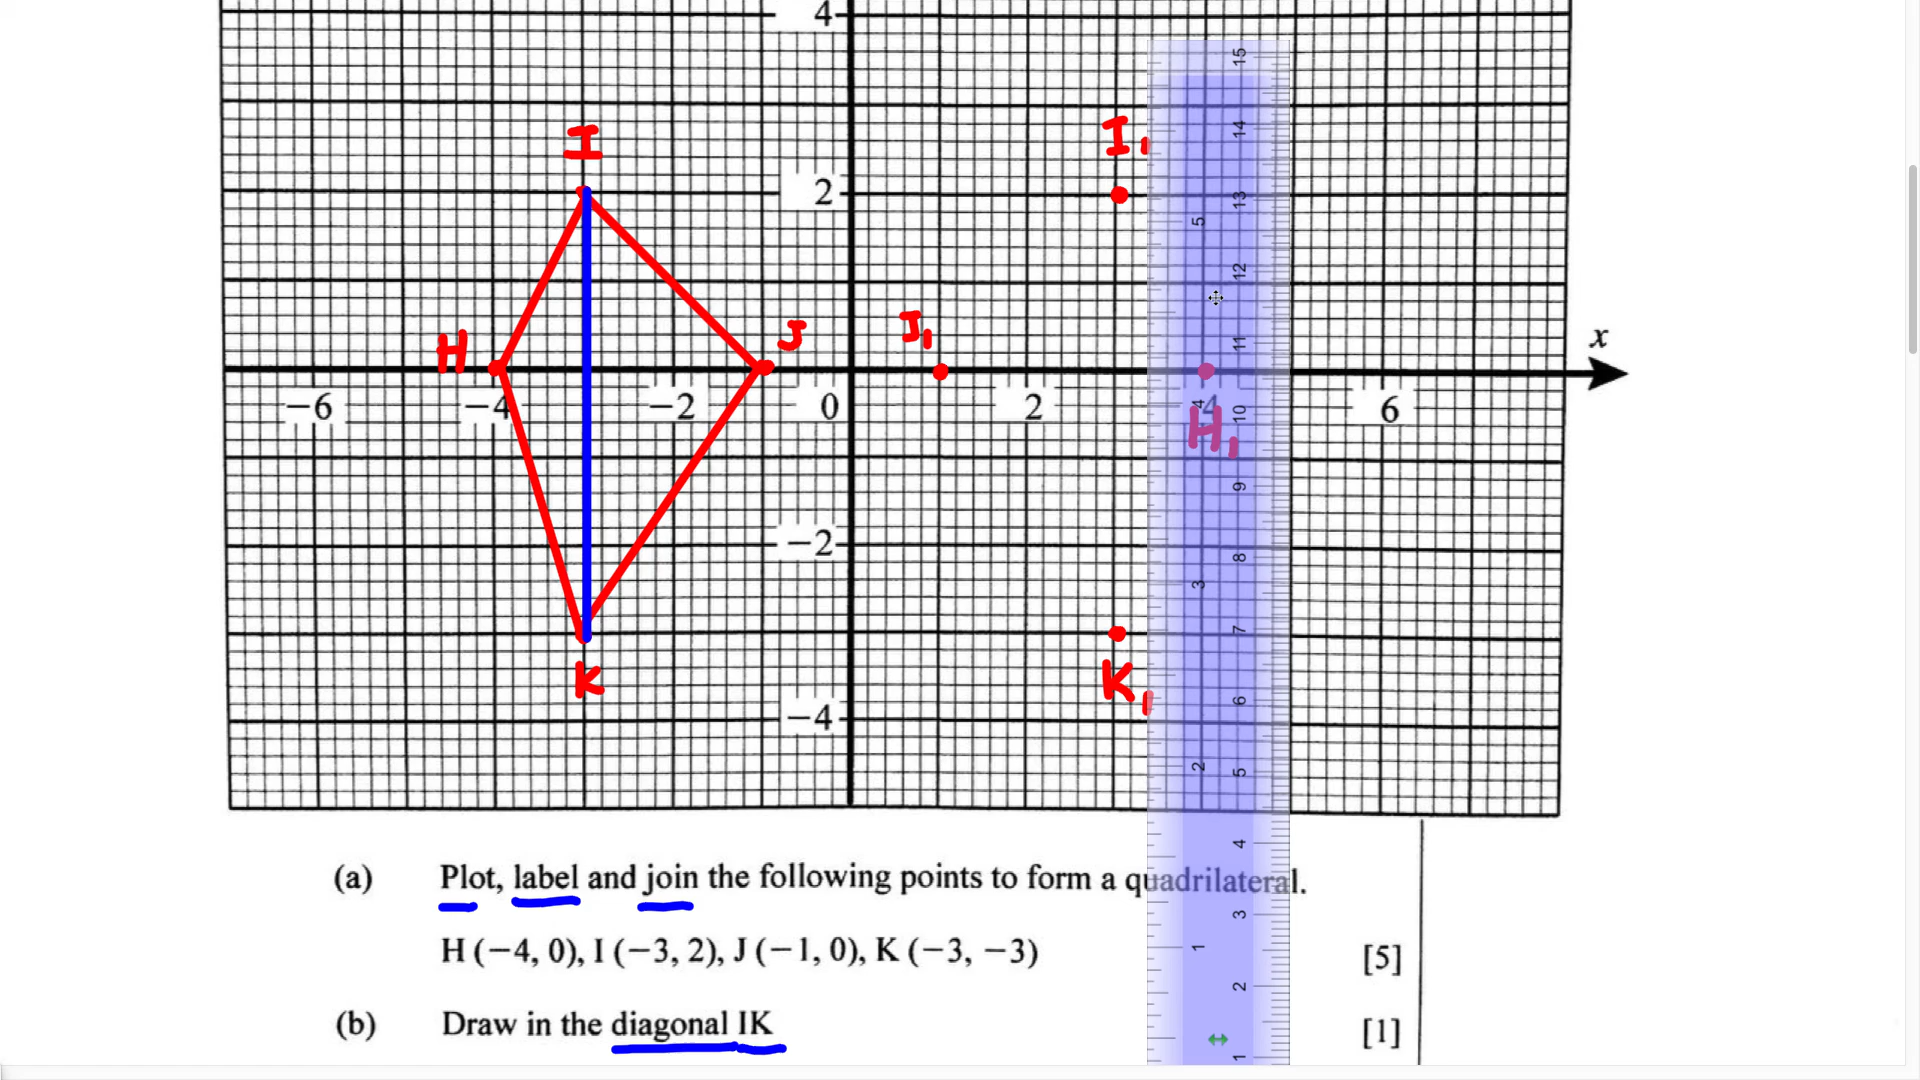 4
I I₁
2
H J J₁ x
−6 −4 −2 0 2 4 6
H₁
−2
K K₁
−4
15 14 13 12 11 10 9 8 7 6 5 4 3 2 1
5 4 3 2 1
(a) Plot, label and join the following points to form a quadrilateral.
H (−4, 0), I (−3, 2), J (−1, 0), K (−3, −3) [5]
(b) Draw in the diagonal IK [1]